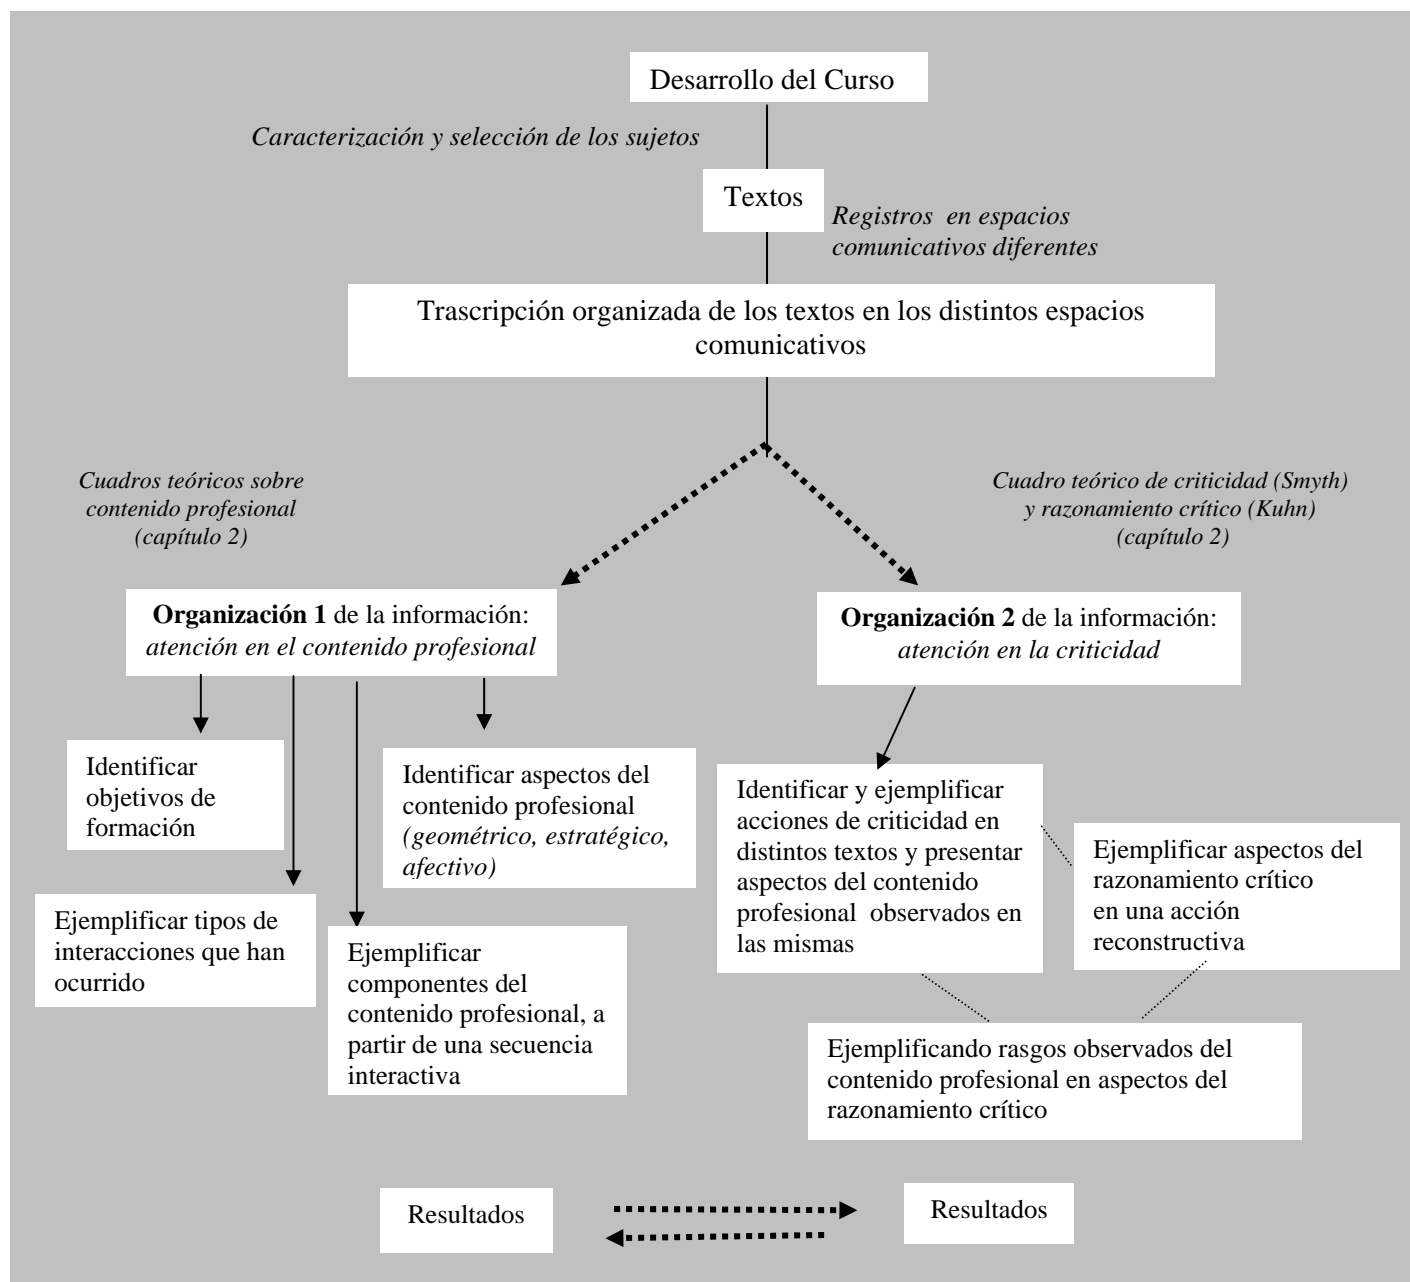 Desarrollo del Curso
Caracterización y selección de los sujetos
Textos
Registros en espacios
comunicativos diferentes
Trascripción organizada de los textos en los distintos espacios
comunicativos
Cuadros teóricos sobre
contenido profesional
(capítulo 2)
Cuadro teórico de criticidad (Smyth)
y razonamiento crítico (Kuhn)
(capítulo 2)
Organización 1 de la información:
atención en el contenido profesional
Organización 2 de la información:
atención en la criticidad
Identificar
objetivos de
formación
Identificar aspectos del
contenido profesional
(geométrico, estratégico,
afectivo)
Identificar y ejemplificar
acciones de criticidad en
distintos textos y presentar
aspectos del contenido
profesional observados en
las mismas
Ejemplificar aspectos del
razonamiento crítico
en una acción
reconstructiva
Ejemplificar tipos de
interacciones que han
ocurrido
Ejemplificar
componentes del
contenido profesional, a
partir de una secuencia
interactiva
Ejemplificando rasgos observados del
contenido profesional en aspectos del
razonamiento crítico
Resultados
Resultados